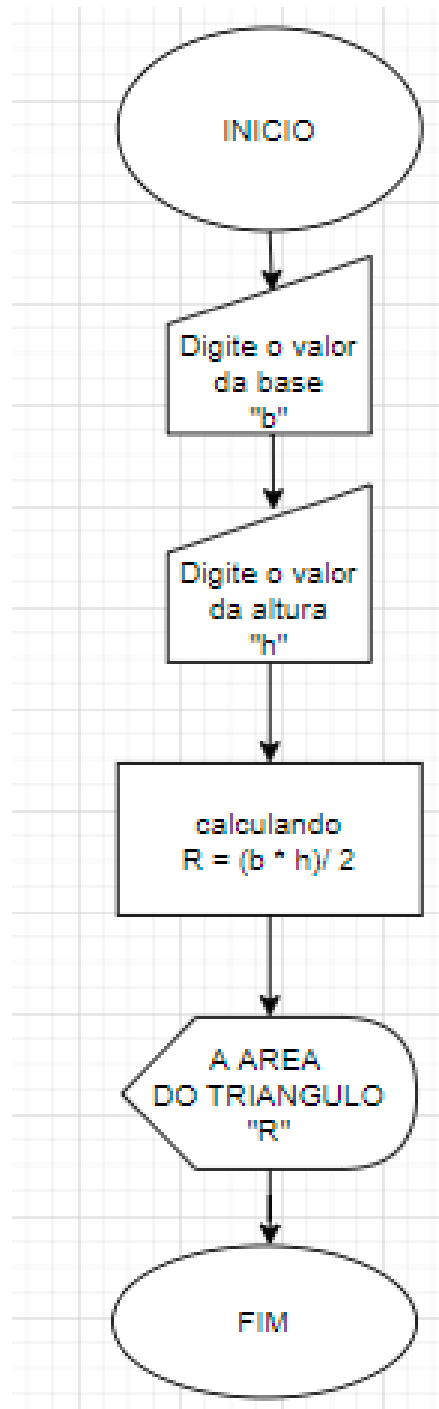 INICIO
Digite o valor
da base
"b"
Digite o valor
da altura
"h"
calculando
R = (b * h)/ 2
A AREA
DO TRIANGULO
"R"
FIM